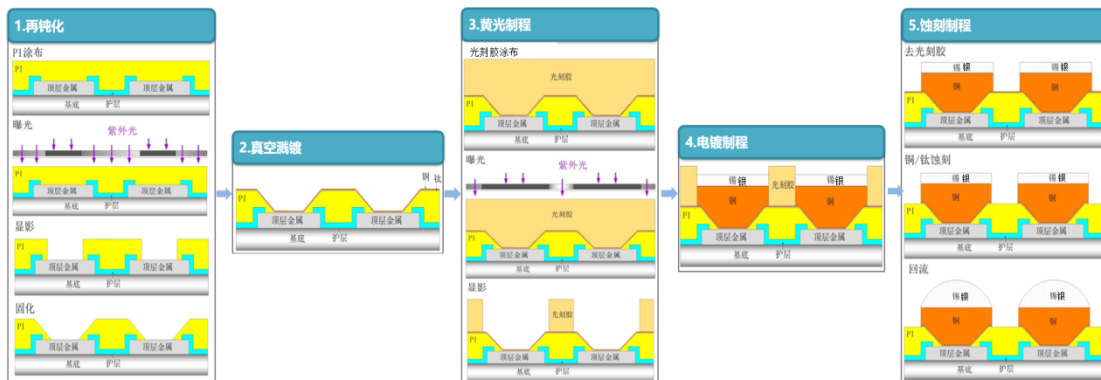 1.再钝化
PI涂布
PI
顶层金属 顶层金属
基底 护层
曝光
紫外光
PI
顶层金属 顶层金属
基底 护层
显影
PI
顶层金属 顶层金属
基底 护层
固化
PI
顶层金属 顶层金属
基底 护层
2.真空溅镀
铜 钛
PI
顶层金属 顶层金属
基底 护层
3.黄光制程
光刻胶涂布
光刻胶
PI
顶层金属 顶层金属
基底 护层
曝光
紫外光
光刻胶
PI
顶层金属 顶层金属
基底 护层
显影
光刻胶
PI
顶层金属 顶层金属
基底 护层
4.电镀制程
锡银 光刻胶 锡银
铜 铜
PI
顶层金属 顶层金属
基底 护层
5.蚀刻制程
去光刻胶
锡银 锡银
铜 铜
PI
顶层金属 顶层金属
基底 护层
铜/钛蚀刻
锡银 锡银
铜 铜
PI
顶层金属 顶层金属
基底 护层
回流
锡银 锡银
铜 铜
PI
顶层金属 顶层金属
基底 护层